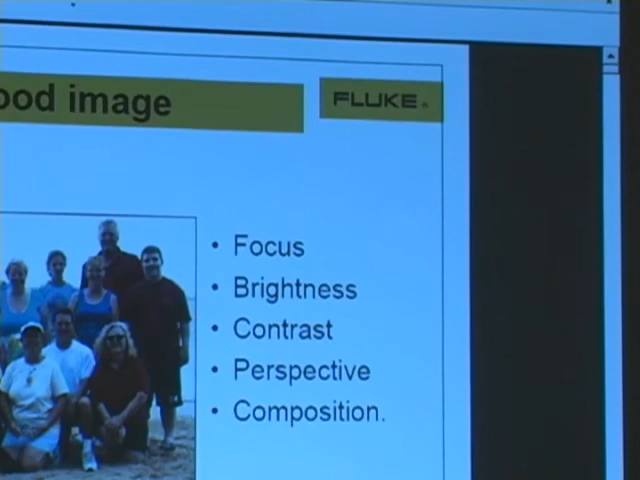 ood image
FLUKE®
• Focus
• Brightness
• Contrast
• Perspective
• Composition.